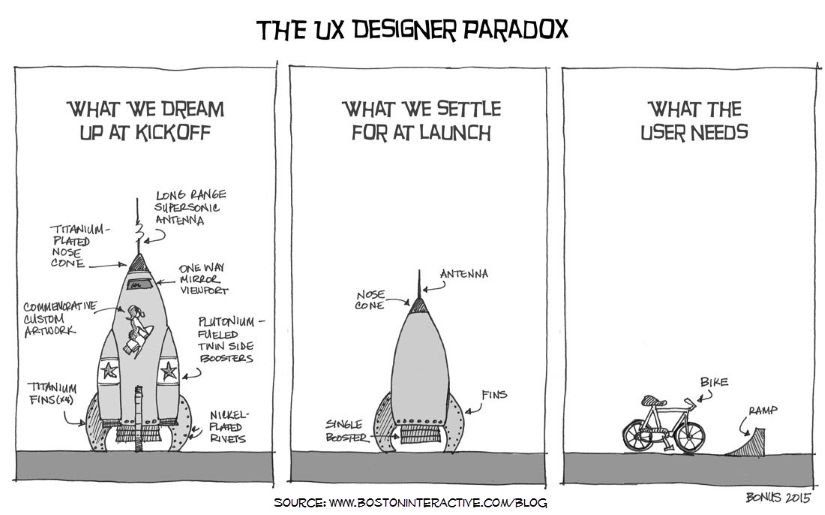 THE UX DESIGNER PARADOX
WHAT WE DREAM
UP AT KICKOFF
LONG RANGE
SUPERSONIC
ANTENNA
TITANIUM-
PLATED
NOSE
CONE
ONE WAY
MIRROR
VIEWPORT
COMMEMORATIVE
CUSTOM
ARTWORK
PLUTONIUM-
FUELED
TWIN SIDE
BOOSTERS
TITANIUM
FINS (X4)
NICKEL-
PLATED
RIVETS
WHAT WE SETTLE
FOR AT LAUNCH
ANTENNA
NOSE
CONE
FINS
SINGLE
BOOSTER
WHAT THE
USER NEEDS
BIKE
RAMP
BONUS 2015
SOURCE: WWW.BOSTONINTERACTIVE.COM/BLOG